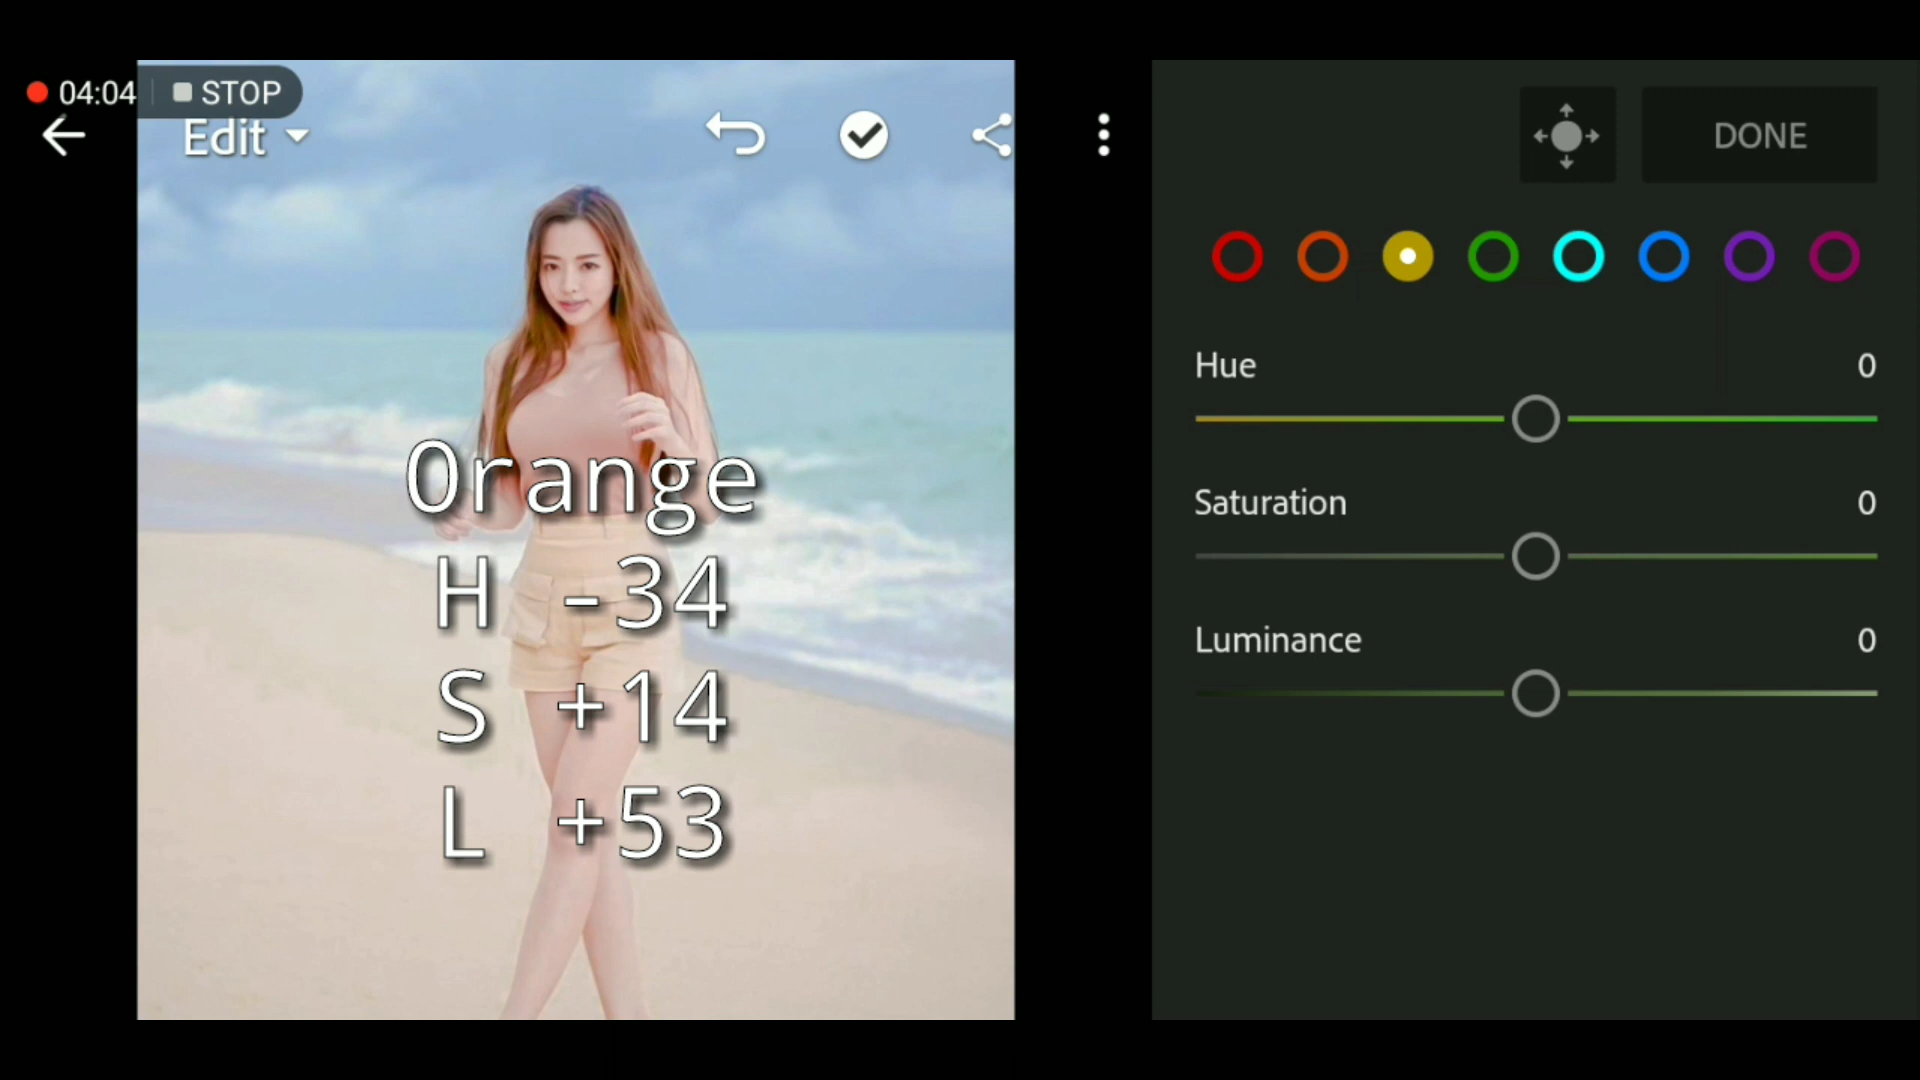 04:04 STOP
Edit
DONE
Hue 0
Saturation 0
Luminance 0
Orange
H -34
S +14
L +53